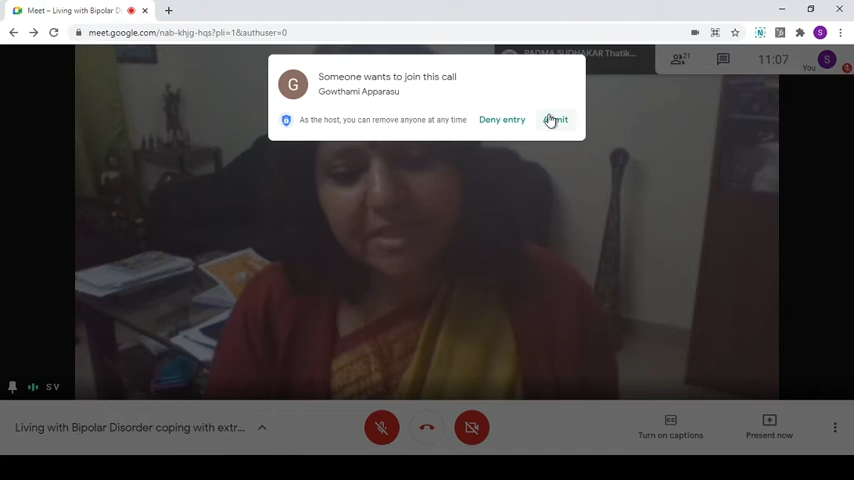 Meet – Living with Bipolar D
meet.google.com/nab-khjg-hqs?pli=1&authuser=0
S
PADMA SUDHAKAR Thatik...
21
11:07
You
S
G
Someone wants to join this call
Gowthami Apparasu
As the host, you can remove anyone at any time
Deny entry
S V
Living with Bipolar Disorder coping with extr...
Turn on captions
Present now